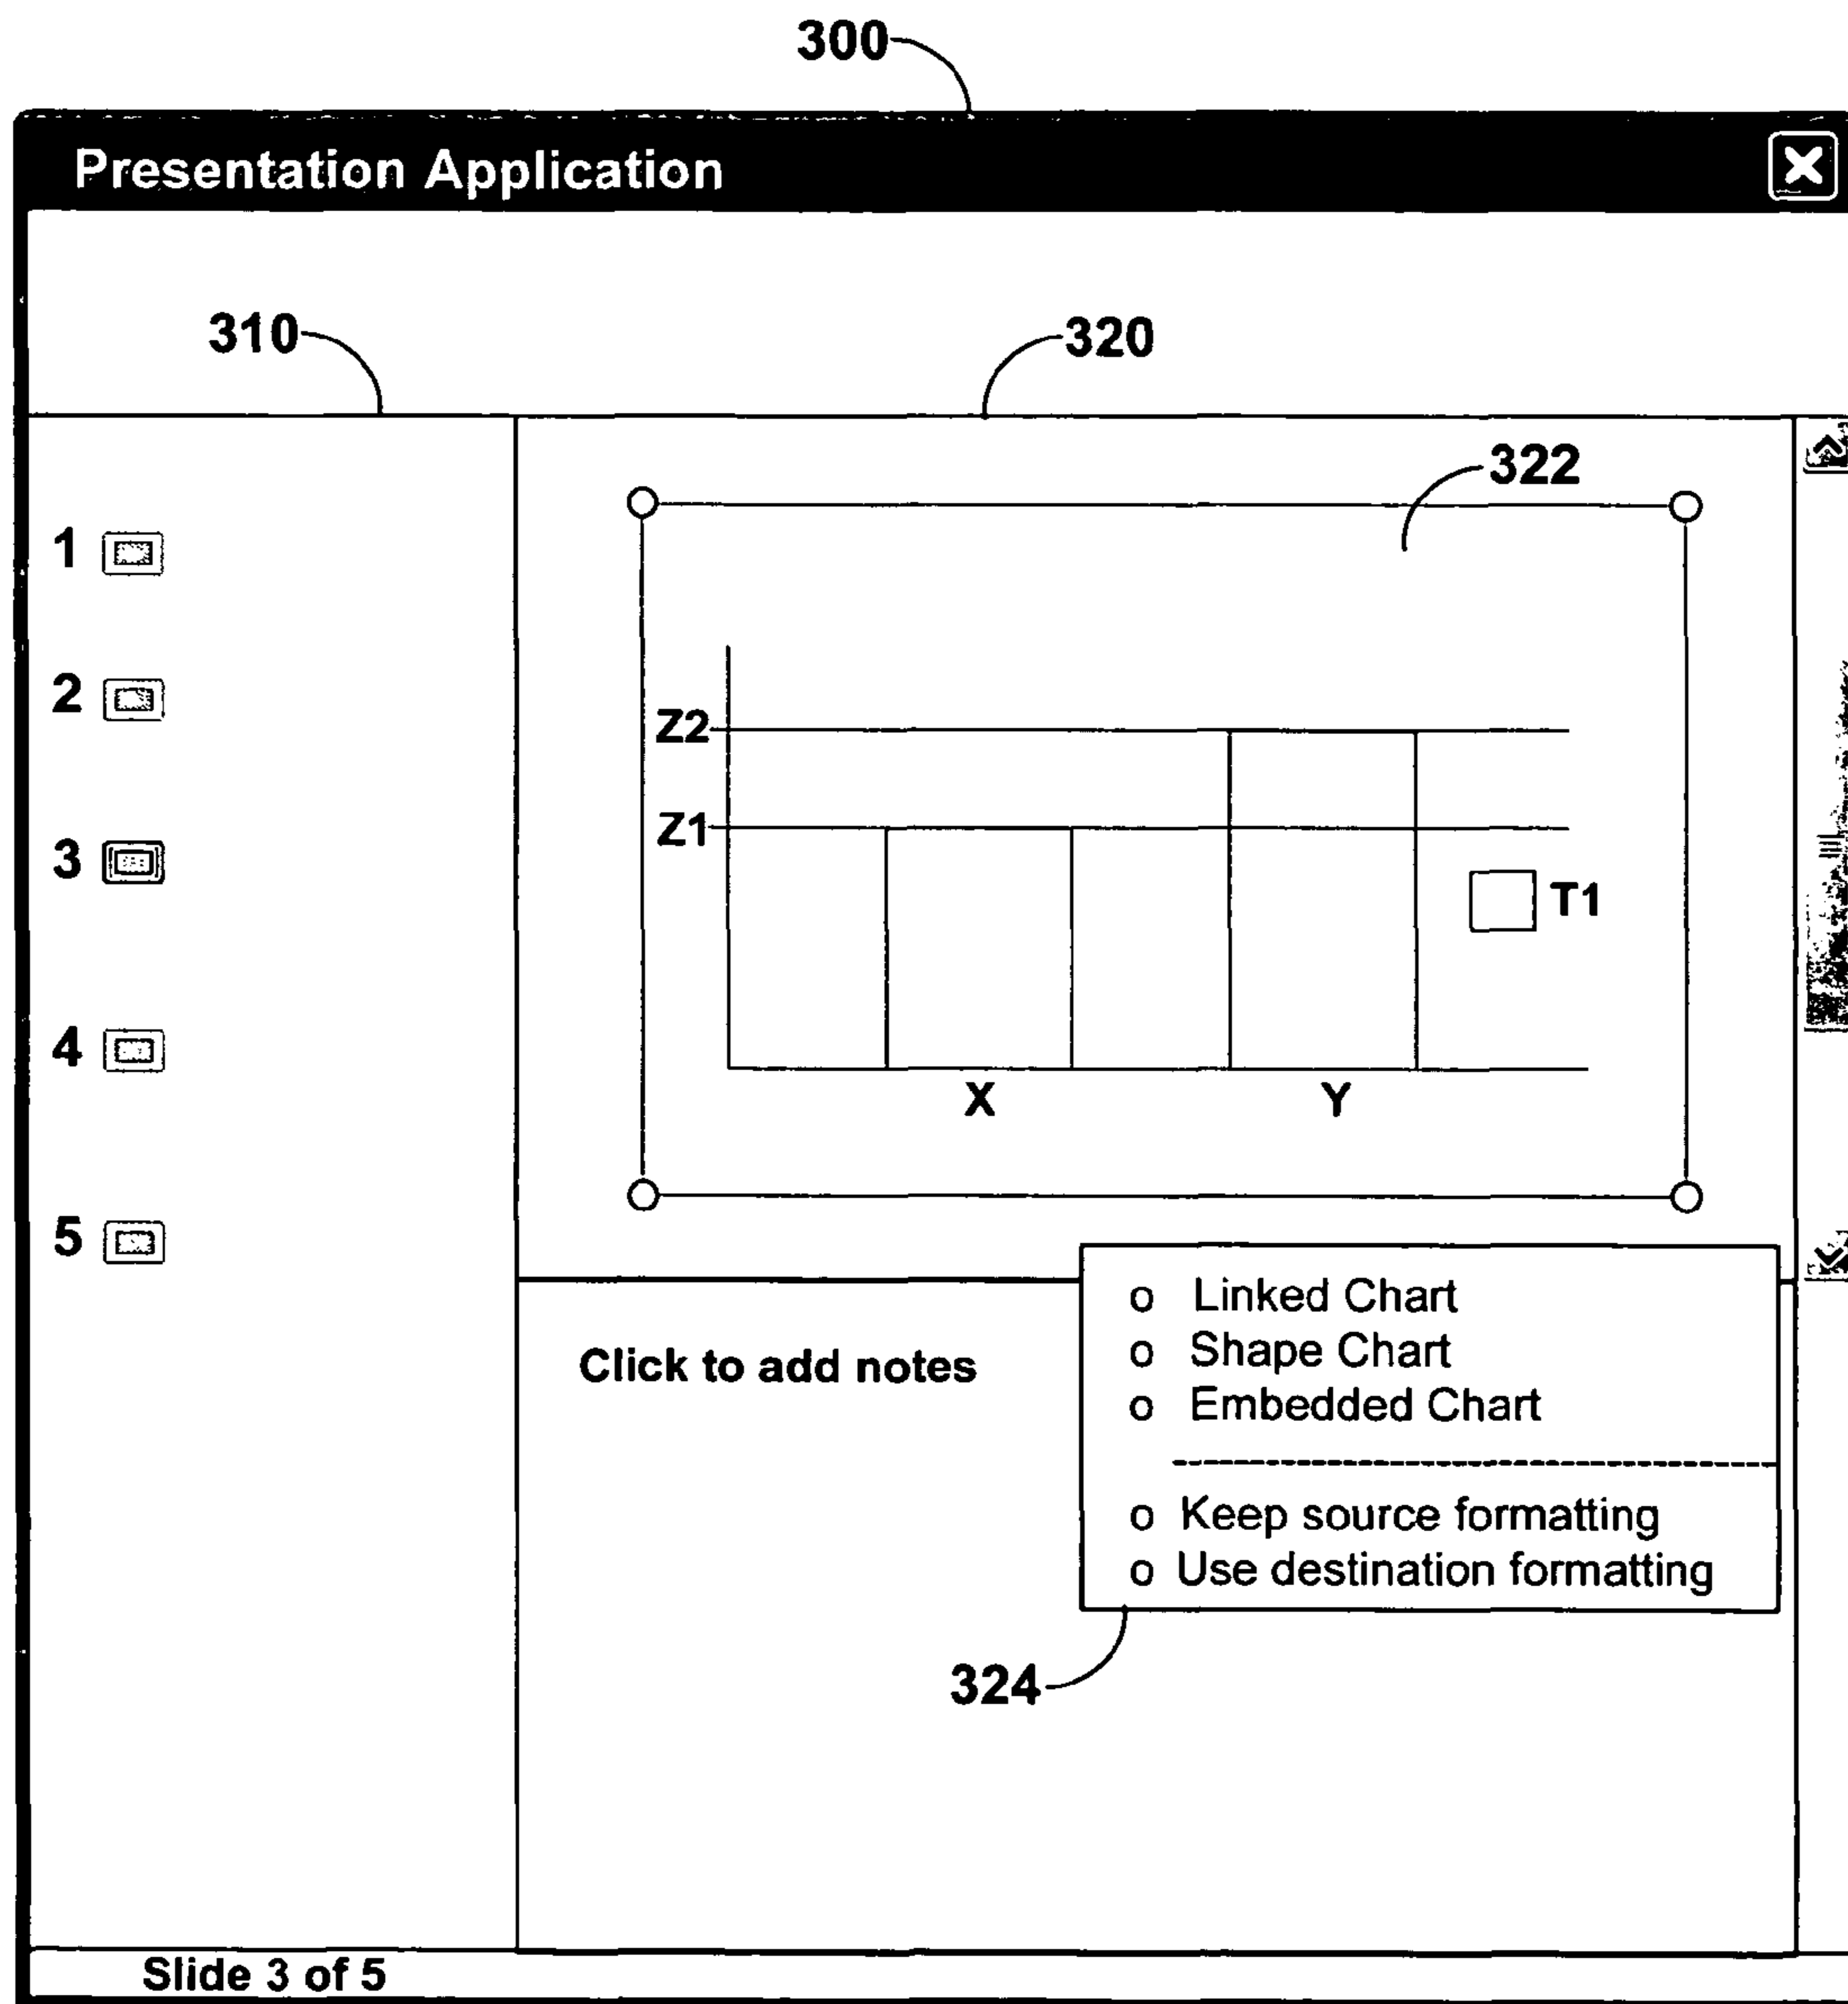 300
Presentation Application
310
320
322
1
2
3
4
5
Z2
Z1
T1
X
Y
o Linked Chart
o Shape Chart
o Embedded Chart
o Keep source formatting
o Use destination formatting
Click to add notes
324
Slide 3 of 5